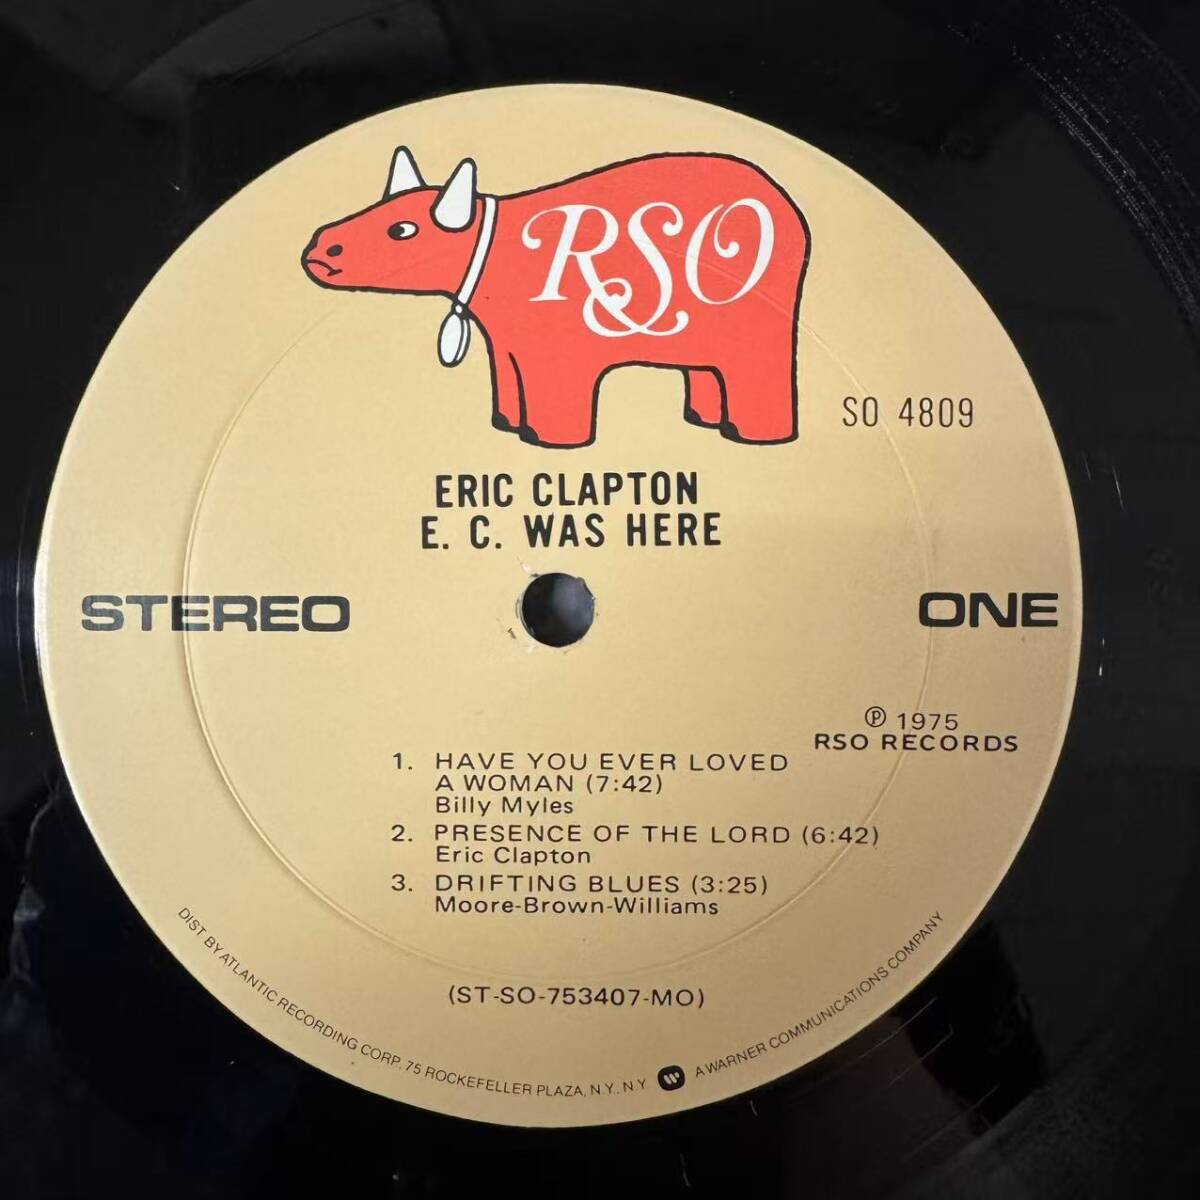 RSO
SO 4809
ERIC CLAPTON
E. C. WAS HERE
STEREO
ONE
℗ 1975
RSO RECORDS
1. HAVE YOU EVER LOVED
A WOMAN (7:42)
Billy Myles
2. PRESENCE OF THE LORD (6:42)
Eric Clapton
3. DRIFTING BLUES (3:25)
Moore-Brown-Williams
(ST-SO-753407-MO)
DIST BY ATLANTIC RECORDING CORP., 75 ROCKEFELLER PLAZA, N.Y., N.Y. A WARNER COMMUNICATIONS COMPANY